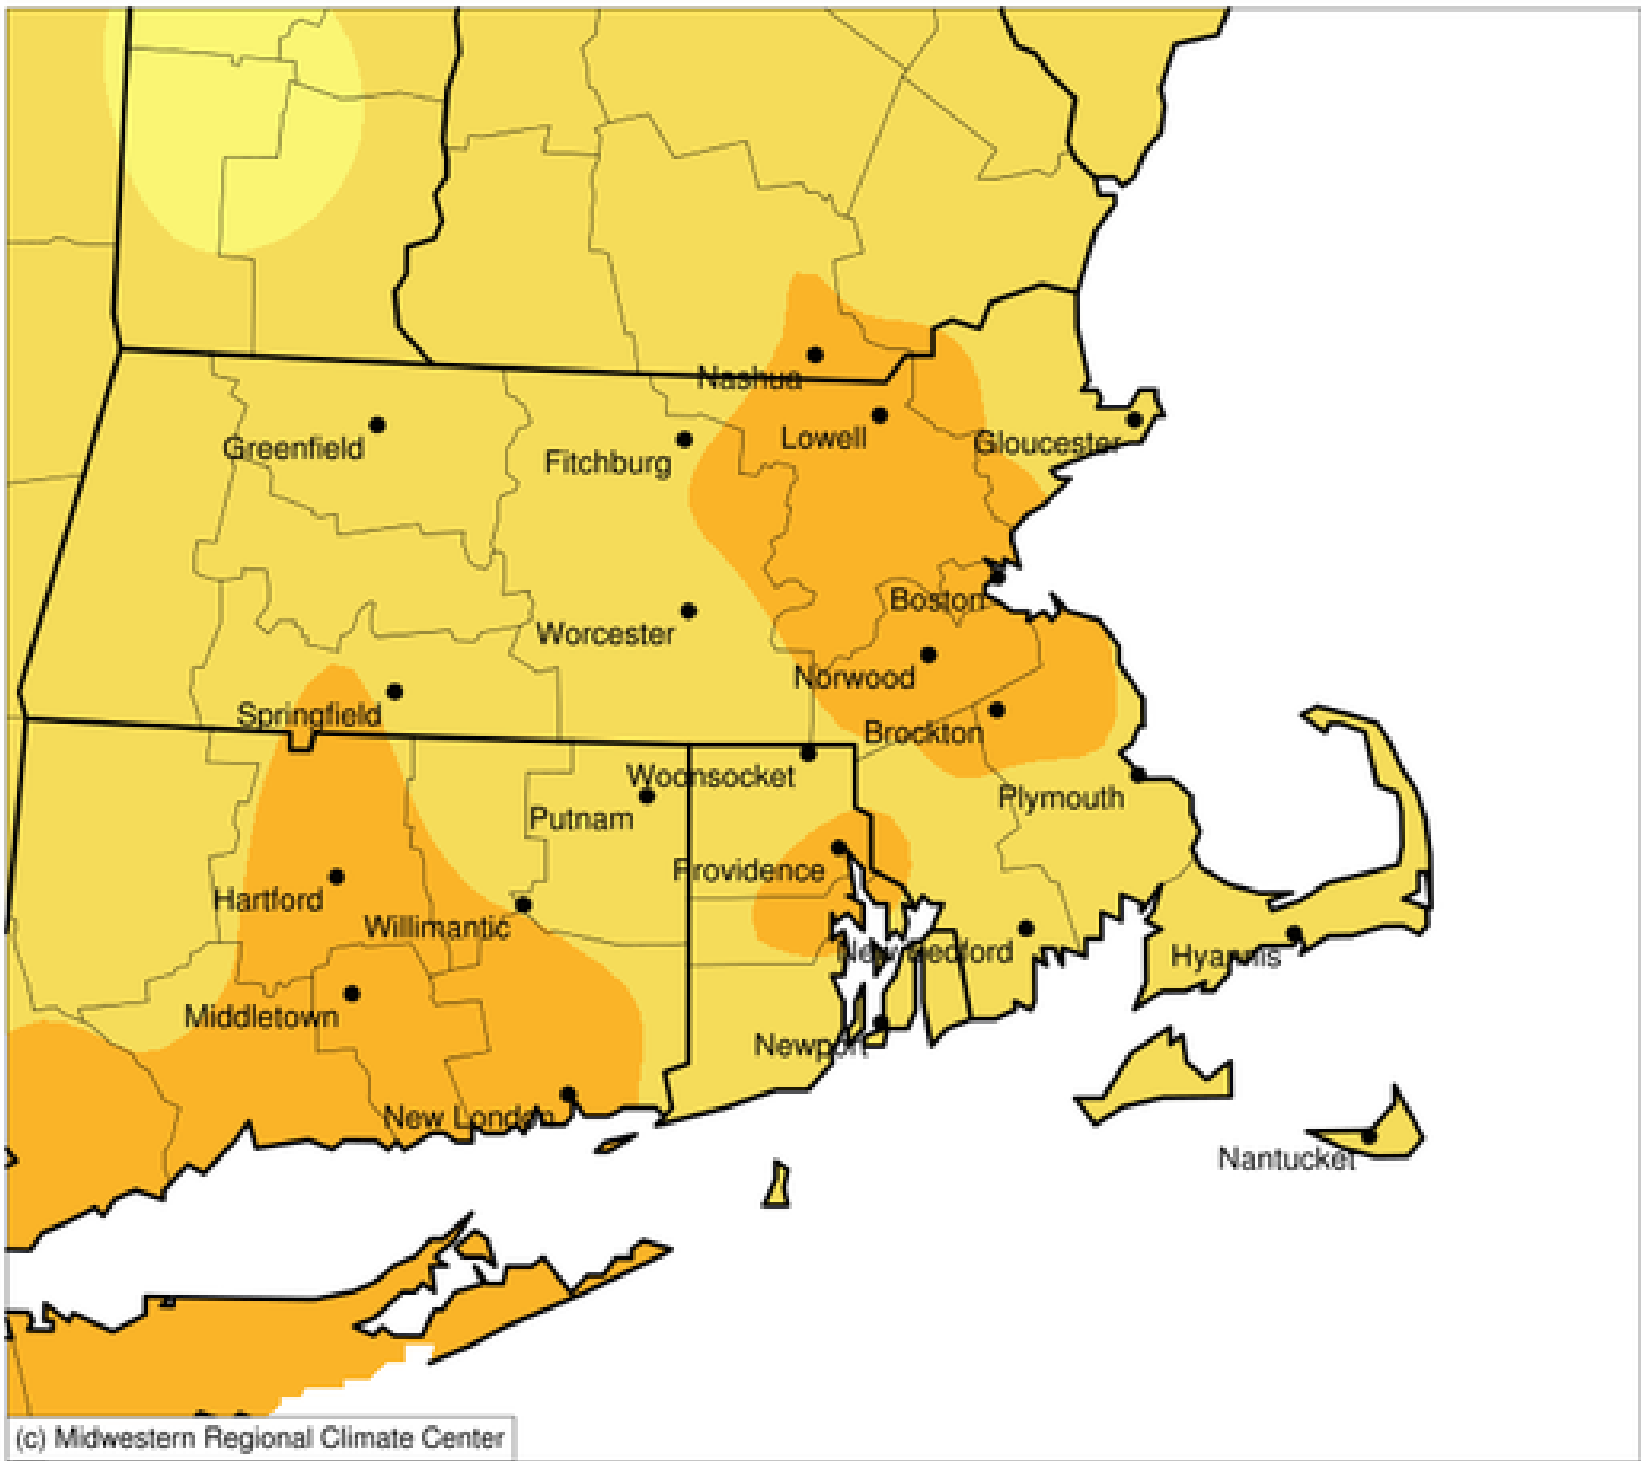 Nashua
Lowell
Gloucester
Greenfield
Fitchburg
Boston
Worcester
Norwood
Springfield
Brockton
Woonsocket
Plymouth
Putnam
Providence
Hartford
Willimantic
New Bedford
Hyannis
Middletown
Newport
New London
Nantucket
(c) Midwestern Regional Climate Center